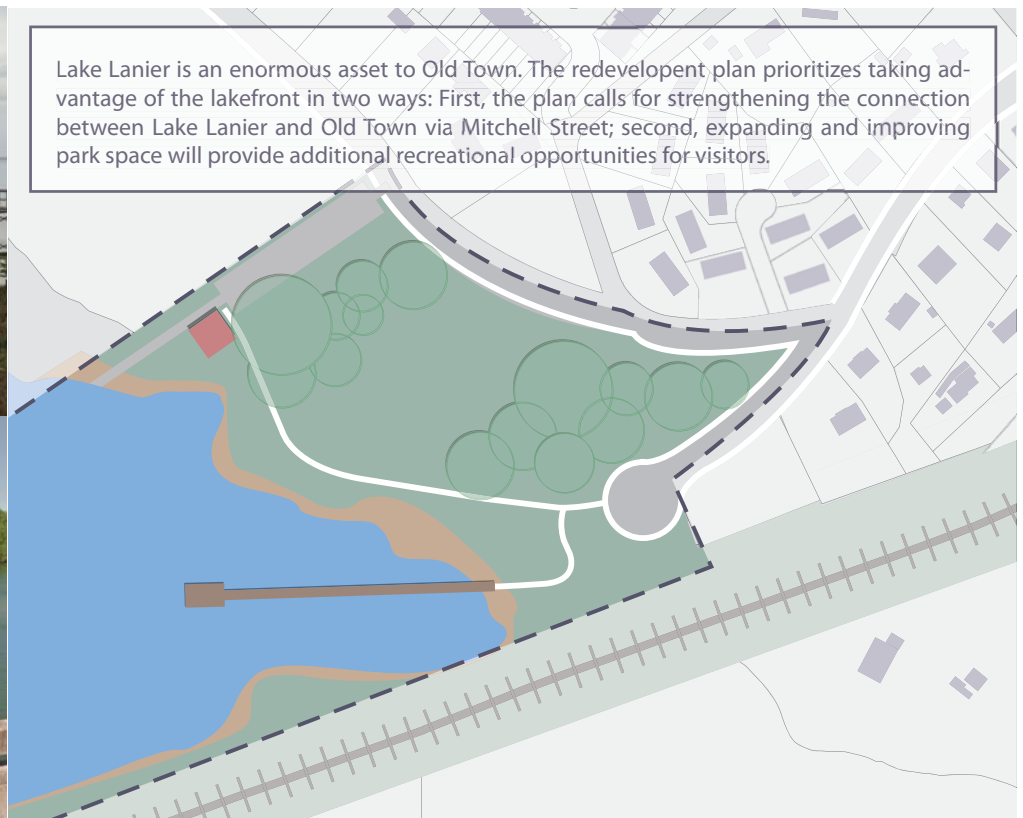 Lake Lanier is an enormous asset to Old Town. The redevelopent plan prioritizes taking ad-
vantage of the lakefront in two ways: First, the plan calls for strengthening the connection
between Lake Lanier and Old Town via Mitchell Street; second, expanding and improving
park space will provide additional recreational opportunities for visitors.